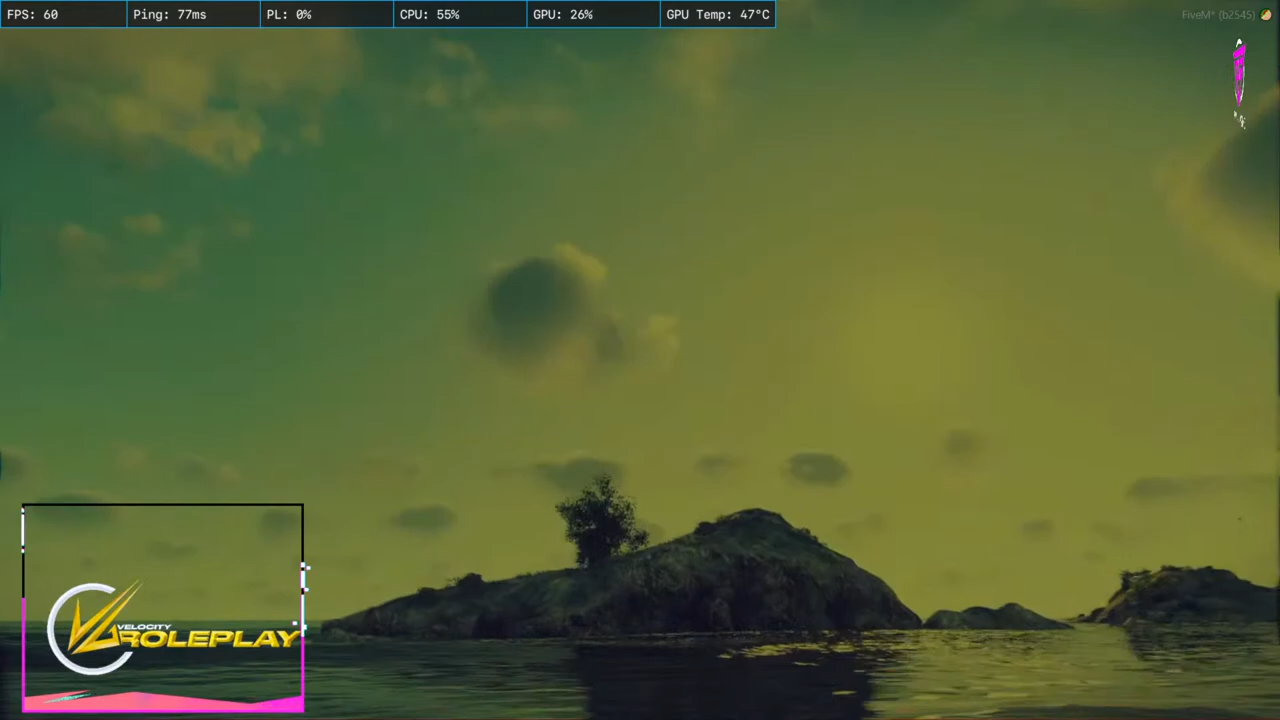 FPS: 60 Ping: 77ms PL: 0% CPU: 55% GPU: 26% GPU Temp: 47°C
FiveM* (b2545)
VELOCITY
ROLEPLAY